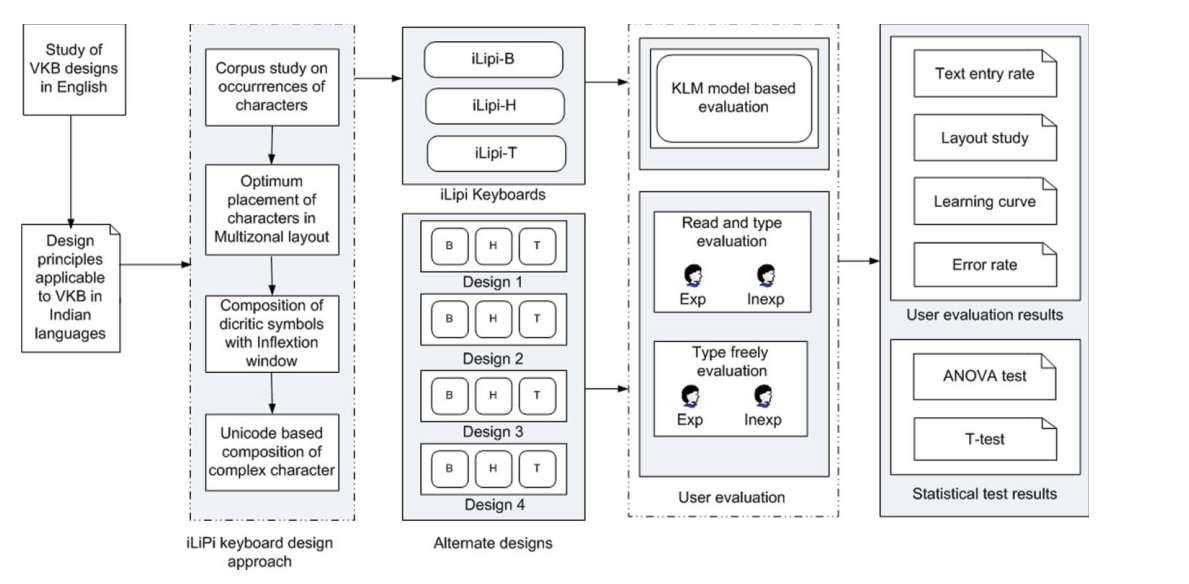 Study of
VKB designs
in English
Design
principles
applicable
to VKB in
Indian
languages
Corpus study on
occurrrences of
characters
Optimum
placement of
characters in
Multizonal layout
Composition of
dicritic symbols
with Inflextion
window
Unicode based
composition of
complex character
iLiPi keyboard design
approach
iLipi-B
iLipi-H
iLipi-T
iLipi Keyboards
B H T
Design 1
B H T
Design 2
B H T
Design 3
B H T
Design 4
Alternate designs
KLM model based
evaluation
Read and type
evaluation
Exp Inexp
Type freely
evaluation
Exp Inexp
User evaluation
Text entry rate
Layout study
Learning curve
Error rate
User evaluation results
ANOVA test
T-test
Statistical test results